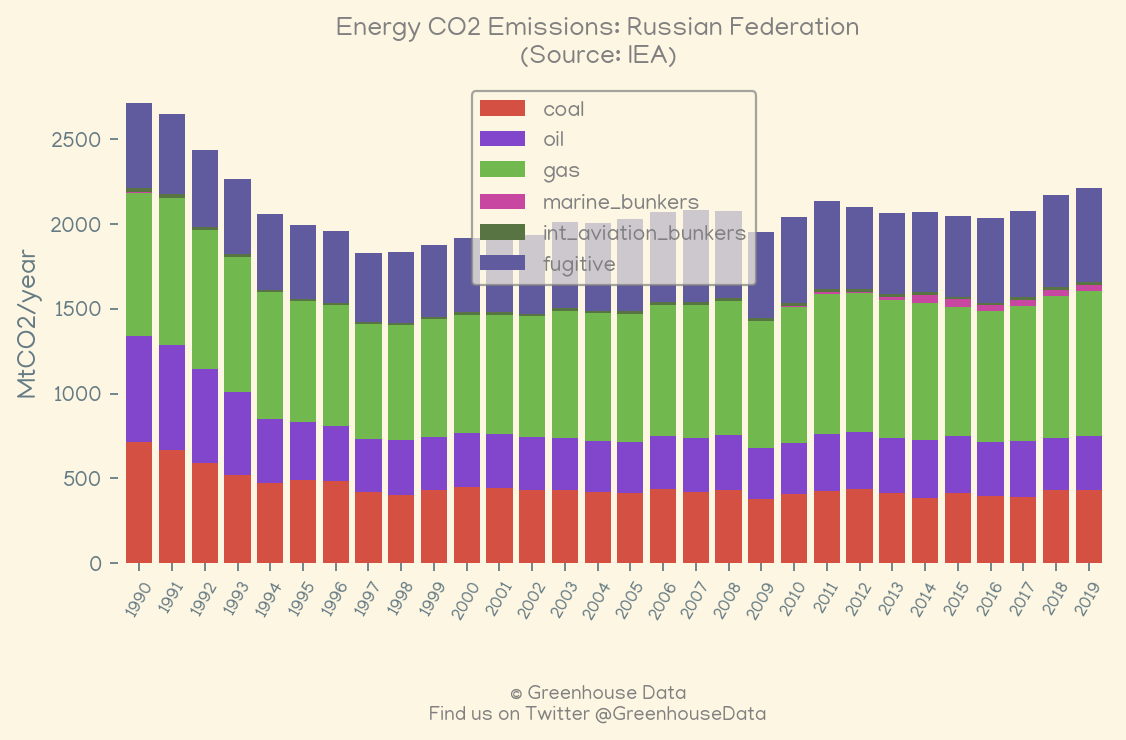 Energy CO2 Emissions: Russian Federation
(Source: IEA)
coal
oil
gas
marine_bunkers
int_aviation_bunkers
fugitive
MtCO2/year
2500
2000
1500
1000
500
0
1990 1991 1992 1993 1994 1995 1996 1997 1998 1999 2000 2001 2002 2003 2004 2005 2006 2007 2008 2009 2010 2011 2012 2013 2014 2015 2016 2017 2018 2019
© Greenhouse Data
Find us on Twitter @GreenhouseData